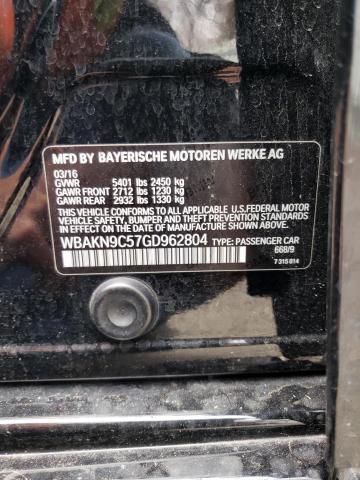 MFD BY BAYERISCHE MOTOREN WERKE AG
03/16
GVWR 5401 lbs 2450 kg
GAWR FRONT 2712 lbs 1230 kg
GAWR REAR 2932 lbs 1330 kg
THIS VEHICLE CONFORMS TO ALL APPLICABLE U.S.FEDERAL MOTOR
VEHICLE SAFETY, BUMPER, AND THEFT PREVENTION
STANDARDS IN EFFECT ON THE DATE OF MANUFACTURE
SHOWN ABOVE.
WBAKN9C57GD962804 TYPE: PASSENGER CAR
668/9
7 315 014